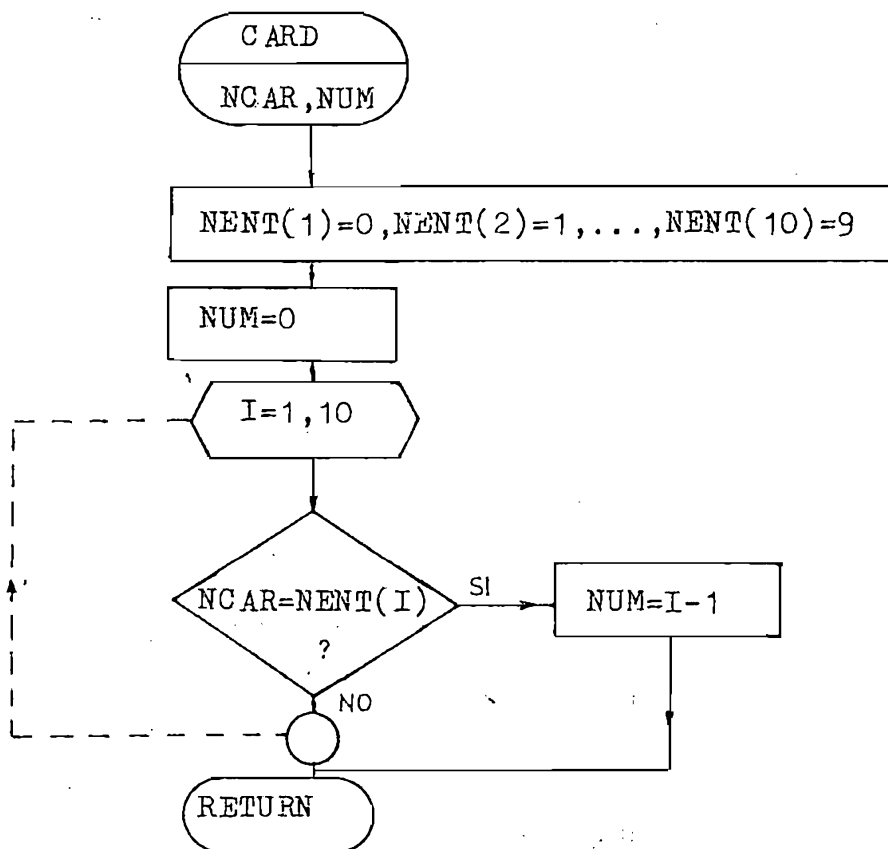 CARD
NCAR,NUM
NENT(1)=0,NENT(2)=1,...,NENT(10)=9
NUM=0
I=1,10
NCAR=NENT(I)
?
SI
NUM=I-1
NO
RETURN